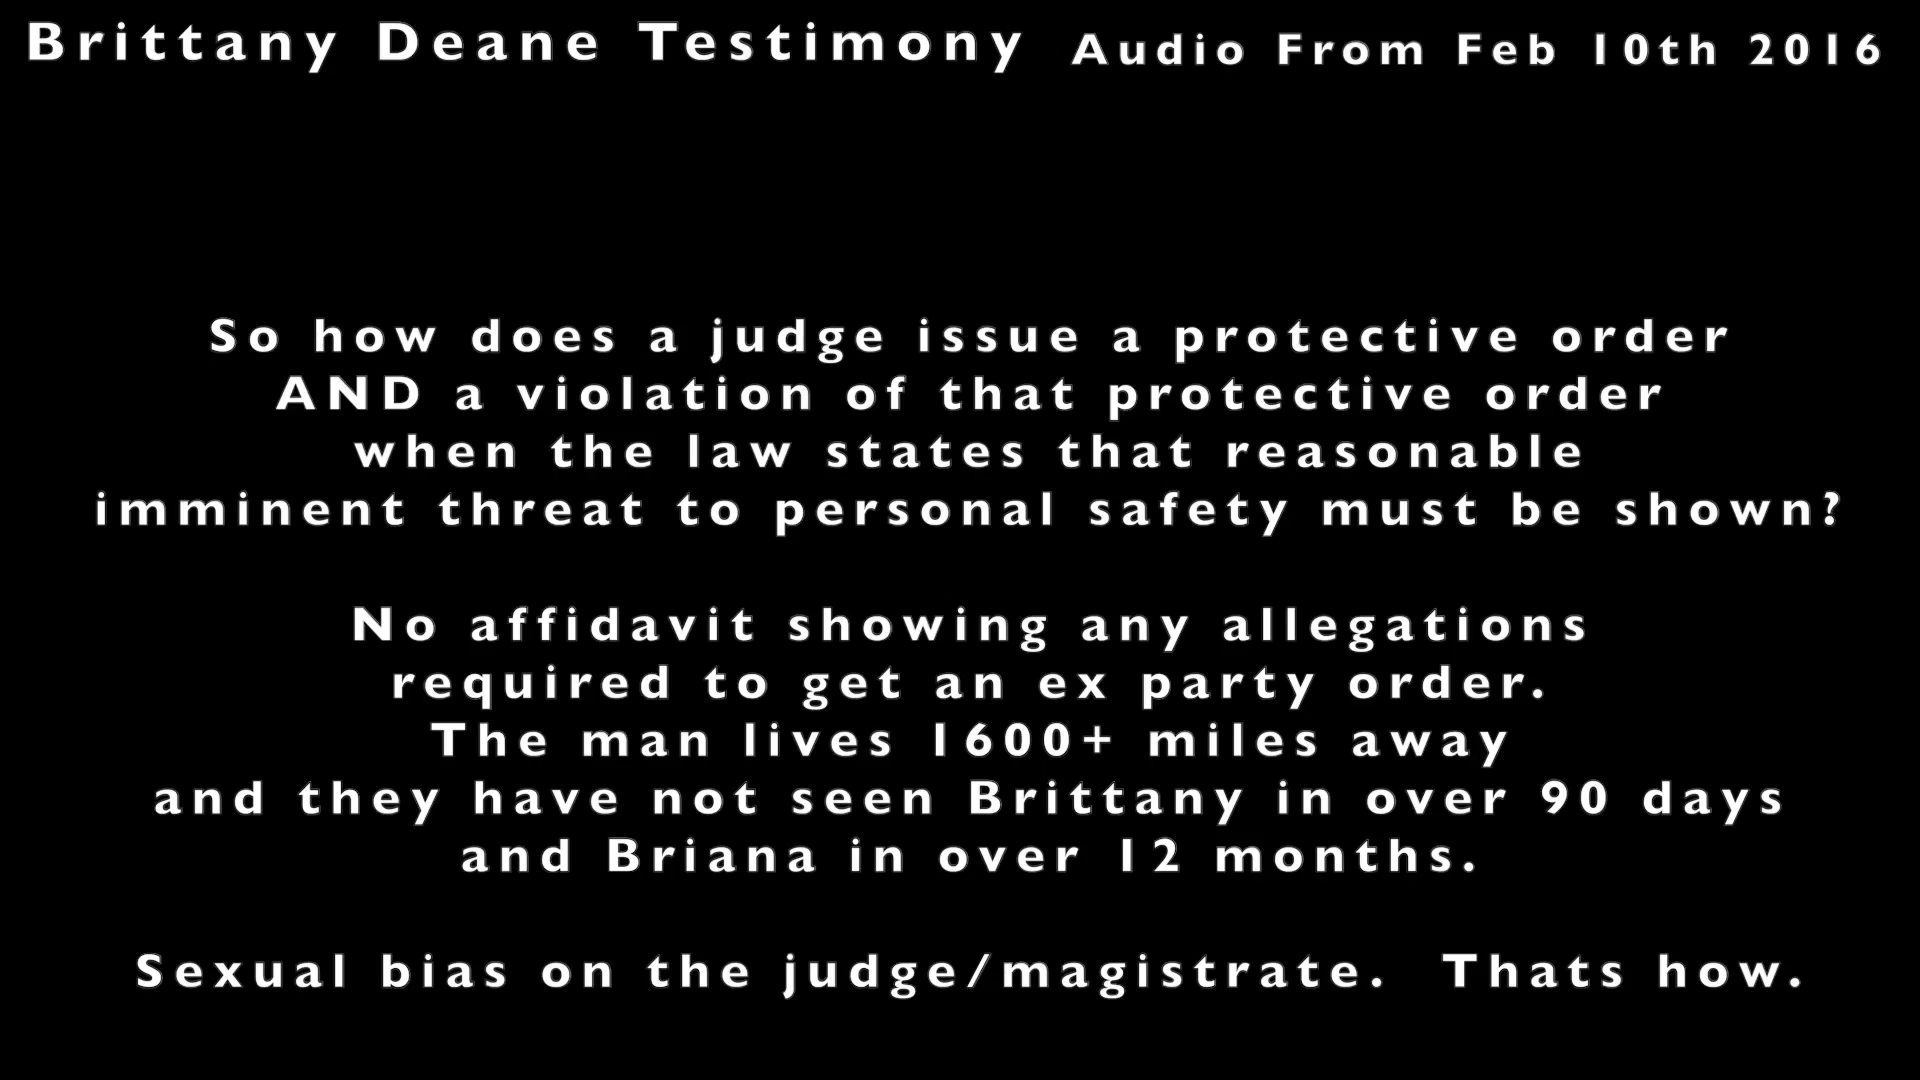 Brittany Deane Testimony Audio From Feb 10th 2016
So how does a judge issue a protective order
AND a violation of that protective order
when the law states that reasonable
imminent threat to personal safety must be shown?
No affidavit showing any allegations
required to get an ex party order.
The man lives 1600+ miles away
and they have not seen Brittany in over 90 days
and Briana in over 12 months.
Sexual bias on the judge/magistrate. Thats how.